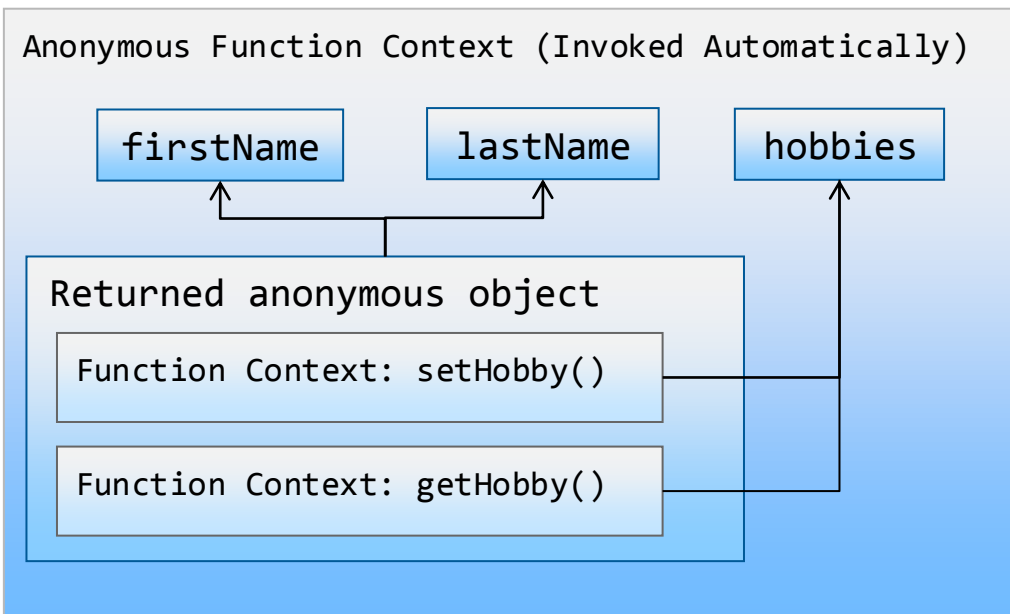 Anonymous Function Context (Invoked Automatically)
firstName
lastName
hobbies
Returned anonymous object
Function Context: setHobby()
Function Context: getHobby()